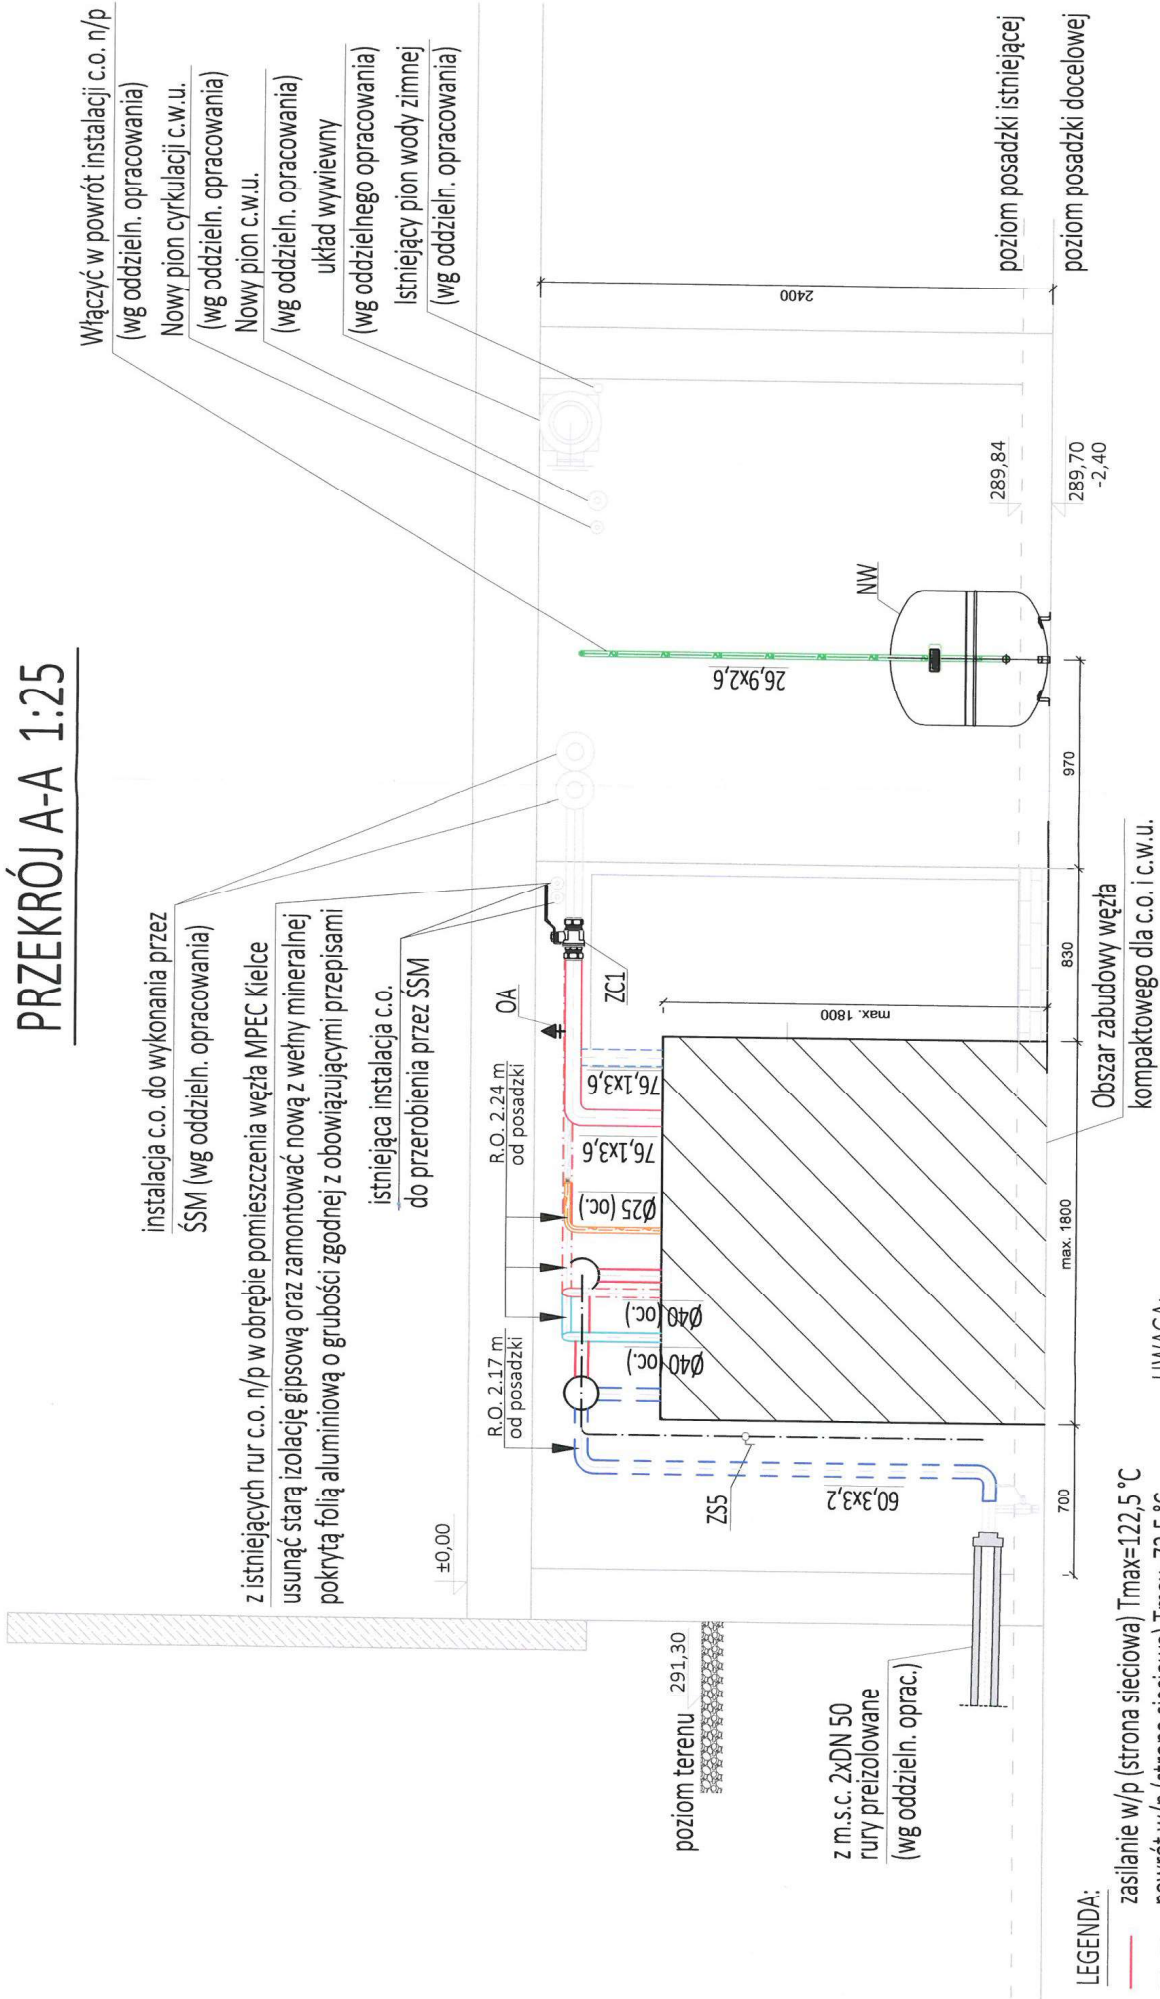 PRZEKRÓJ A-A 1:25
instalacja c.o. do wykonania przez
ŚSM (wg oddzieln. opracowania)
z istniejących rur c.o. n/p w obrębie pomieszczenia węzła MPEC Kielce
usunąć starą izolację gipsową oraz zamontować nową z wełny mineralnej
pokrytą folią aluminiową o grubości zgodnej z obowiązującymi przepisami
istniejąca instalacja c.o.
do przerobienia przez ŚSM
Włączyć w powrót instalacji c.o. n/p
(wg oddzieln. opracowania)
Nowy pion cyrkulacji c.w.u.
(wg oddzieln. opracowania)
Nowy pion c.w.u.
(wg oddzieln. opracowania)
układ wywiewny
(wg oddzielnego opracowania)
Istniejący pion wody zimnej
(wg oddzieln. opracowania)
±0,00
R.O. 2.17 m
od posadzki
R.O. 2.24 m
od posadzki
OA
ZC1
poziom terenu
291,30
z m.s.c. 2xDN 50
rury preizolowane
(wg oddzieln. oprac.)
ZS5
60,3x3,2
Ø40 (oc.)
Ø40 (oc.)
Ø25 (oc.)
76,1x3,6
76,1x3,6
max. 1800
26,9x2,6
NW
2400
289,84
289,70
-2,40
poziom posadzki istniejącej
poziom posadzki docelowej
700
max. 1800
830
970
Obszar zabudowy węzła
kompaktowego dla c.o. i c.w.u.
LEGENDA:
zasilanie w/p (strona sieciowa) Tmax=122,5 °C